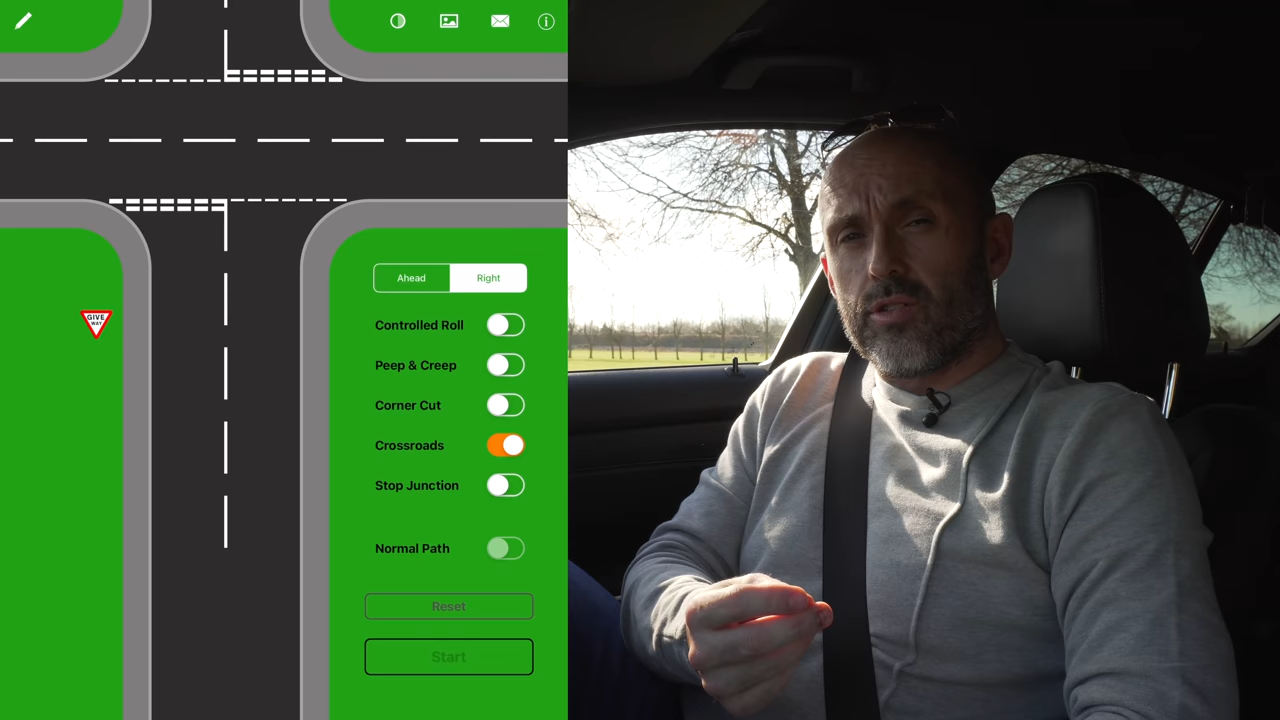 GIVE
WAY
Ahead
Right
Controlled Roll
Peep & Creep
Corner Cut
Crossroads
Stop Junction
Normal Path
Reset
Start